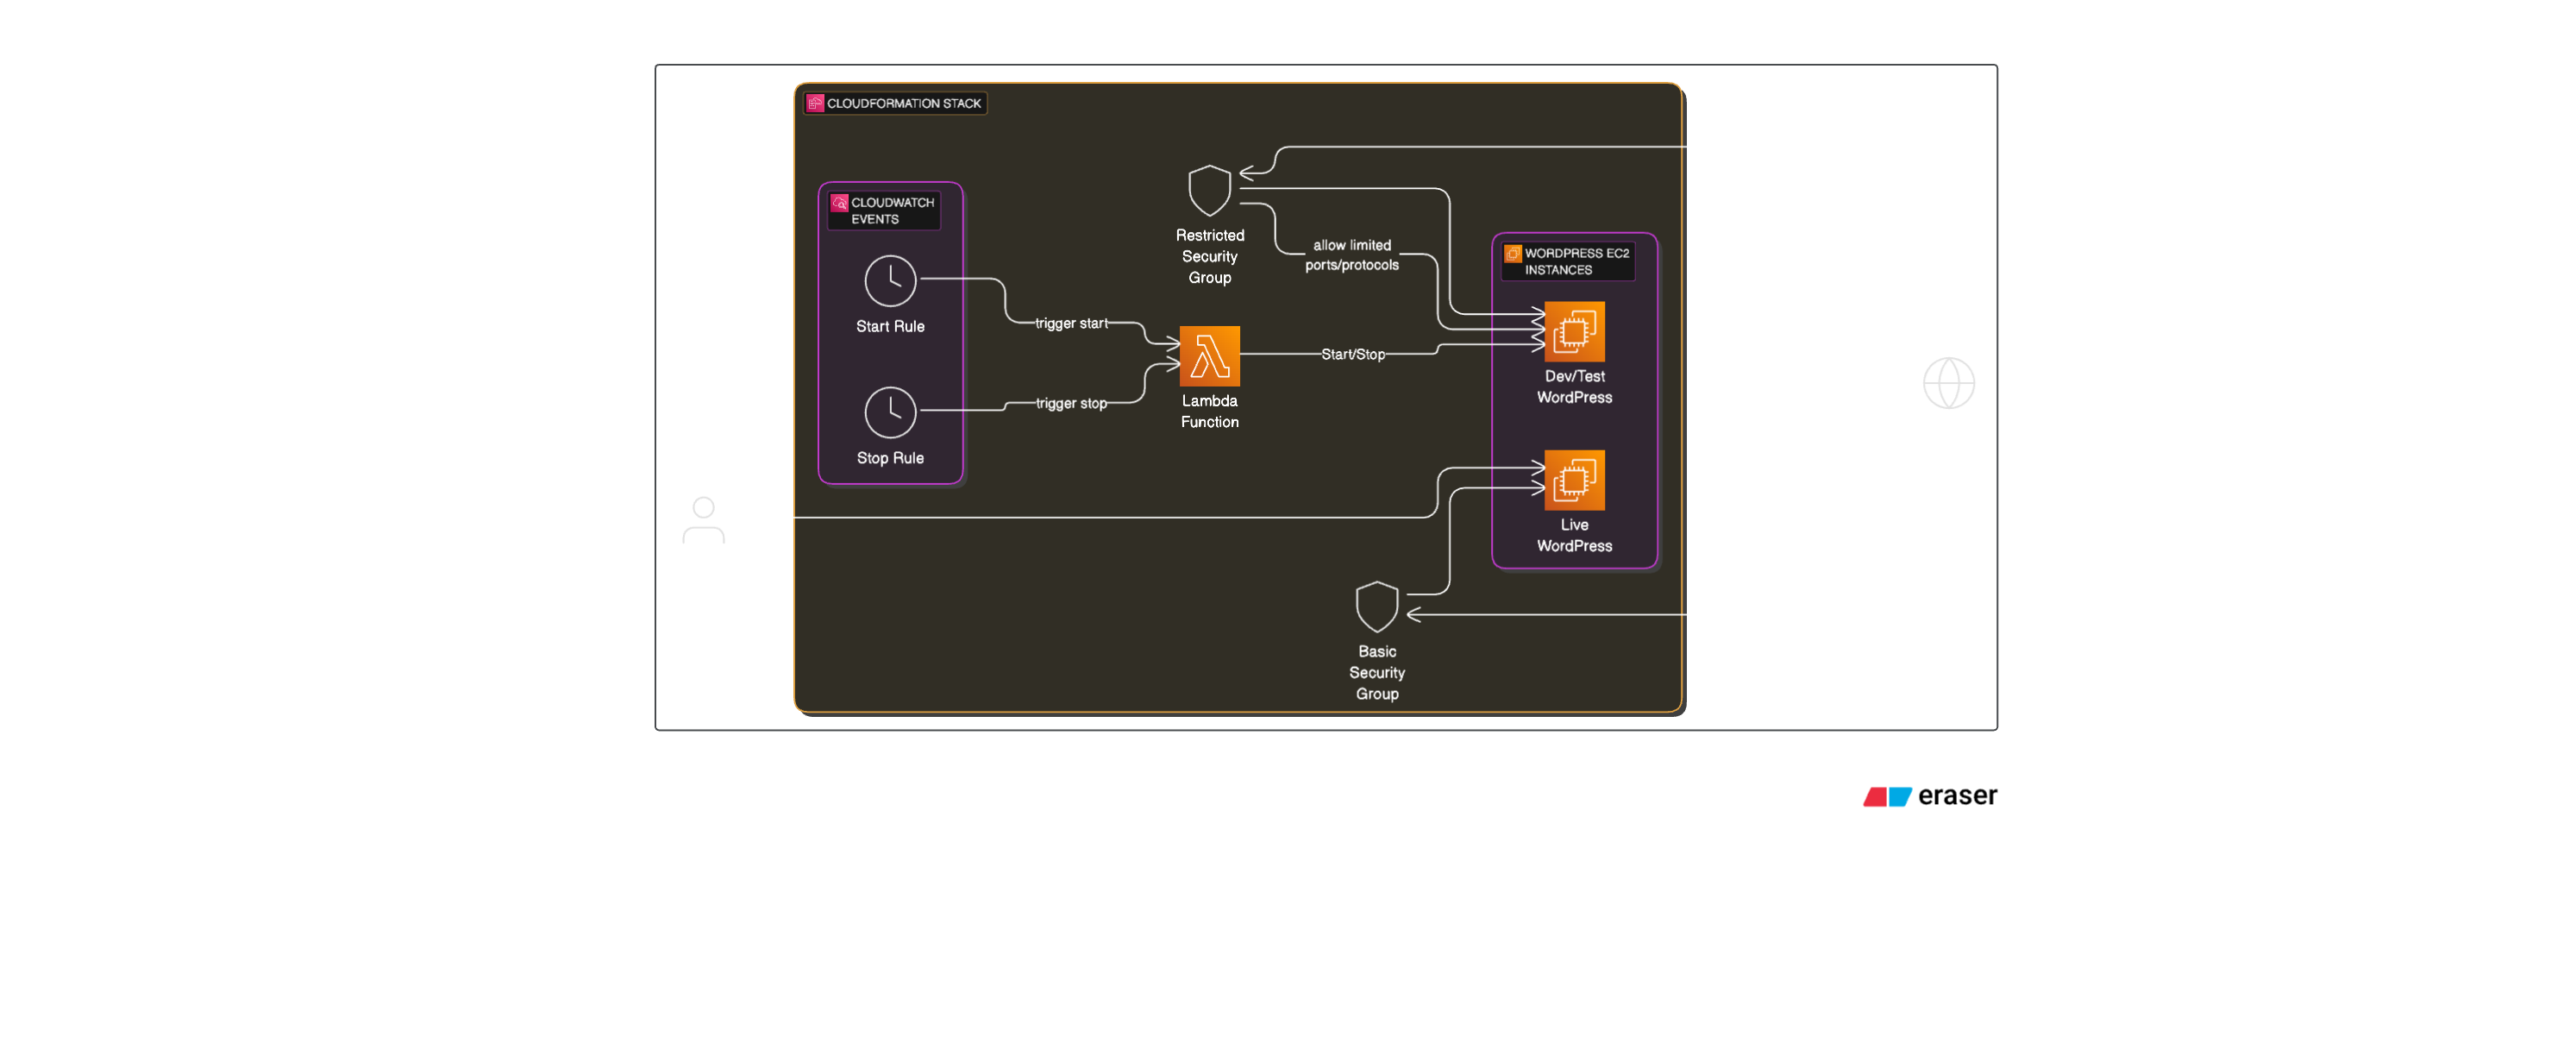 CLOUDFORMATION STACK
CLOUDWATCH
EVENTS
Start Rule
Stop Rule
trigger start
trigger stop
Restricted
Security
Group
allow limited
ports/protocols
Lambda
Function
Start/Stop
WORDPRESS EC2
INSTANCES
Dev/Test
WordPress
Live
WordPress
Basic
Security
Group
eraser